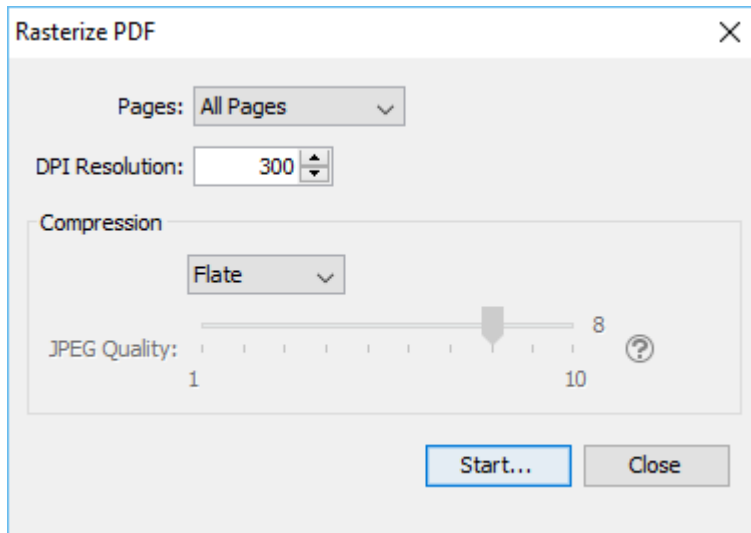 Rasterize PDF
Pages: All Pages
DPI Resolution: 300
Compression
Flate
8
JPEG Quality:
1 10
Start... Close